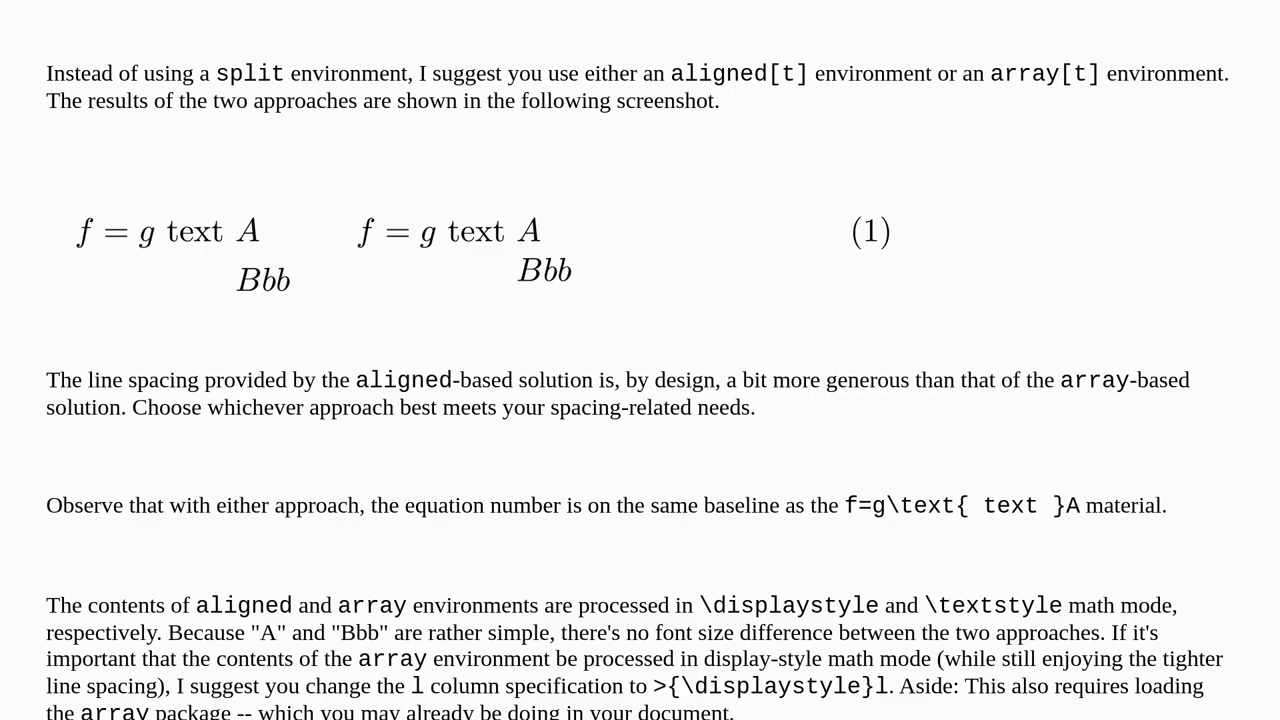 Instead of using a split environment, I suggest you use either an aligned[t] environment or an array[t] environment.
The results of the two approaches are shown in the following screenshot.
f = g text A f = g text A (1)
Bbb Bbb
The line spacing provided by the aligned-based solution is, by design, a bit more generous than that of the array-based
solution. Choose whichever approach best meets your spacing-related needs.
Observe that with either approach, the equation number is on the same baseline as the f=g\text{ text }A material.
The contents of aligned and array environments are processed in \displaystyle and \textstyle math mode,
respectively. Because "A" and "Bbb" are rather simple, there's no font size difference between the two approaches. If it's
important that the contents of the array environment be processed in display-style math mode (while still enjoying the tighter
line spacing), I suggest you change the l column specification to >{\displaystyle}l. Aside: This also requires loading
the array package -- which you may already be doing in your document.